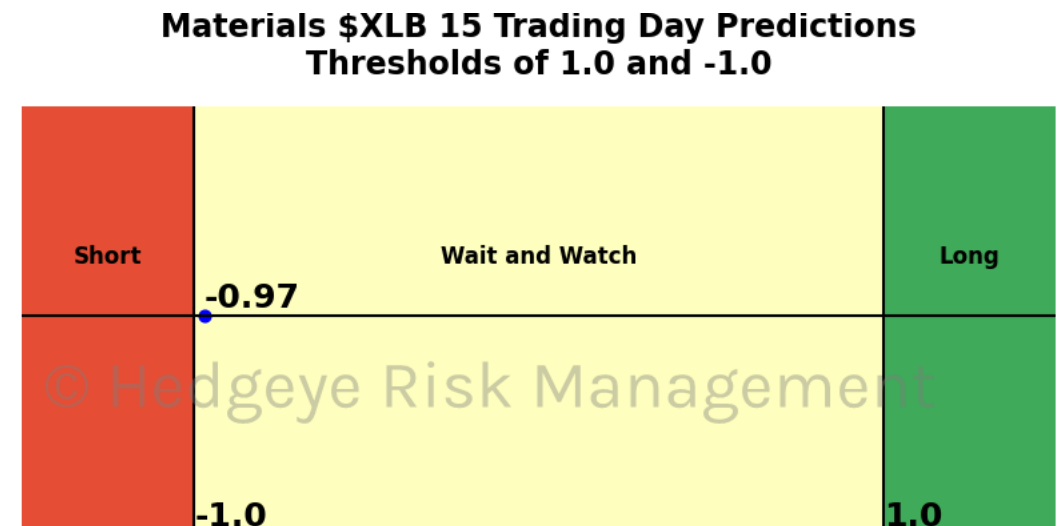 Materials $XLB 15 Trading Day Predictions
Thresholds of 1.0 and -1.0
Short Wait and Watch Long
-0.97
© Hedgeye Risk Management
-1.0 1.0